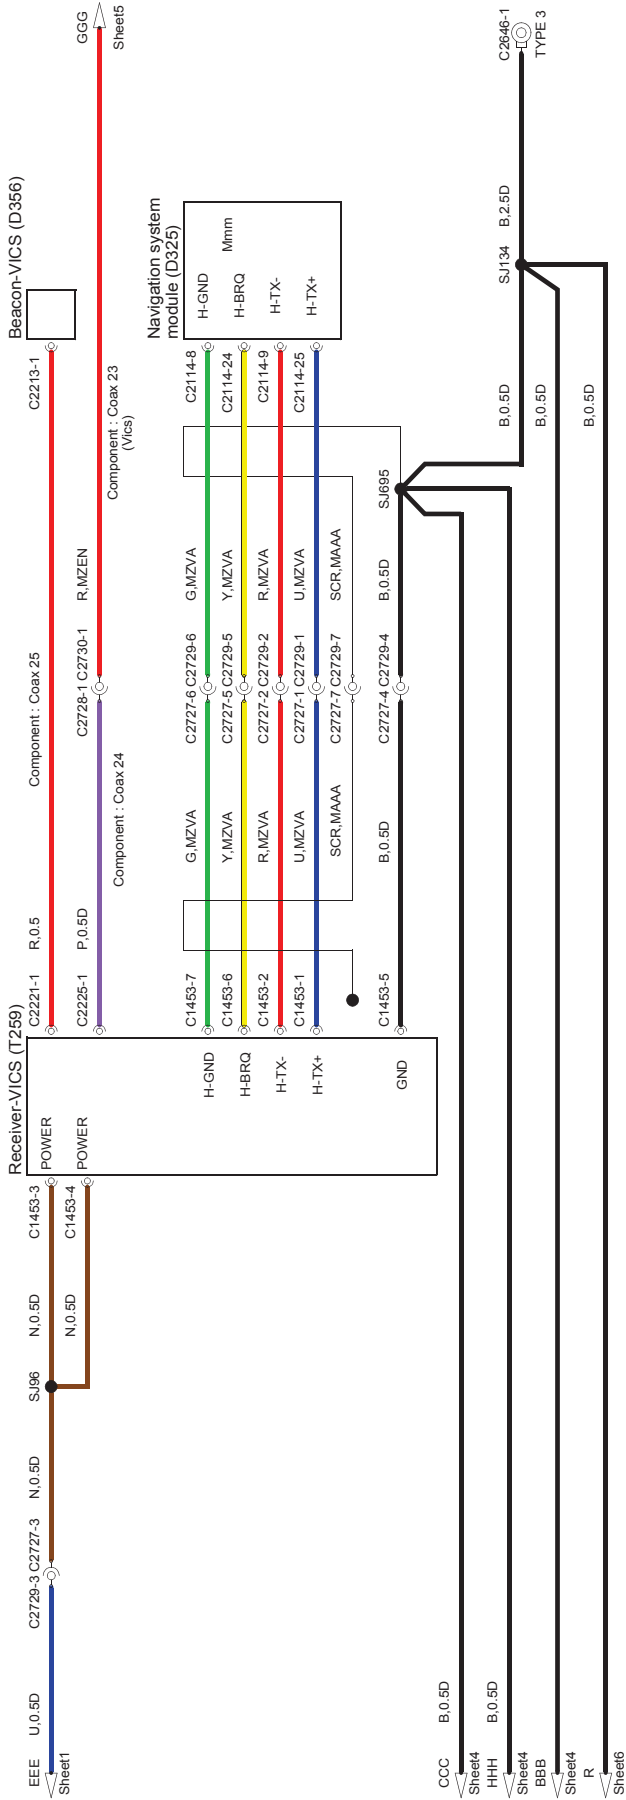 EEE
Sheet1
U,0.5D
C2729-3
C2727-3
N,0.5D
SJ96
N,0.5D
N,0.5D
C1453-3
C1453-4
Receiver-VICS (T259)
POWER
POWER
H-GND
H-BRQ
H-TX-
H-TX+
GND
C2221-1
R,0.5
Component : Coax 25
C2213-1
Beacon-VICS (D356)
C2225-1
P,0.5D
Component : Coax 24
C2728-1
C2730-1
R,MZEN
Component : Coax 23
(Vics)
GGG
Sheet5
C1453-7
G,MZVA
C2727-6
C2729-6
G,MZVA
C2114-8
C1453-6
Y,MZVA
C2727-5
C2729-5
Y,MZVA
C2114-24
C1453-2
R,MZVA
C2727-2
C2729-2
R,MZVA
C2114-9
C1453-1
U,MZVA
C2727-1
C2729-1
U,MZVA
C2114-25
SCR,MAAA
C2727-7
C2729-7
SCR,MAAA
Navigation system
module (D325)
H-GND
H-BRQ
Mmm
H-TX-
H-TX+
C1453-5
B,0.5D
C2727-4
C2729-4
B,0.5D
SJ695
CCC
Sheet4
B,0.5D
HHH
Sheet4
B,0.5D
BBB
Sheet4
R
Sheet6
B,0.5D
B,0.5D
B,0.5D
SJ134
B,2.5D
C2646-1
TYPE 3